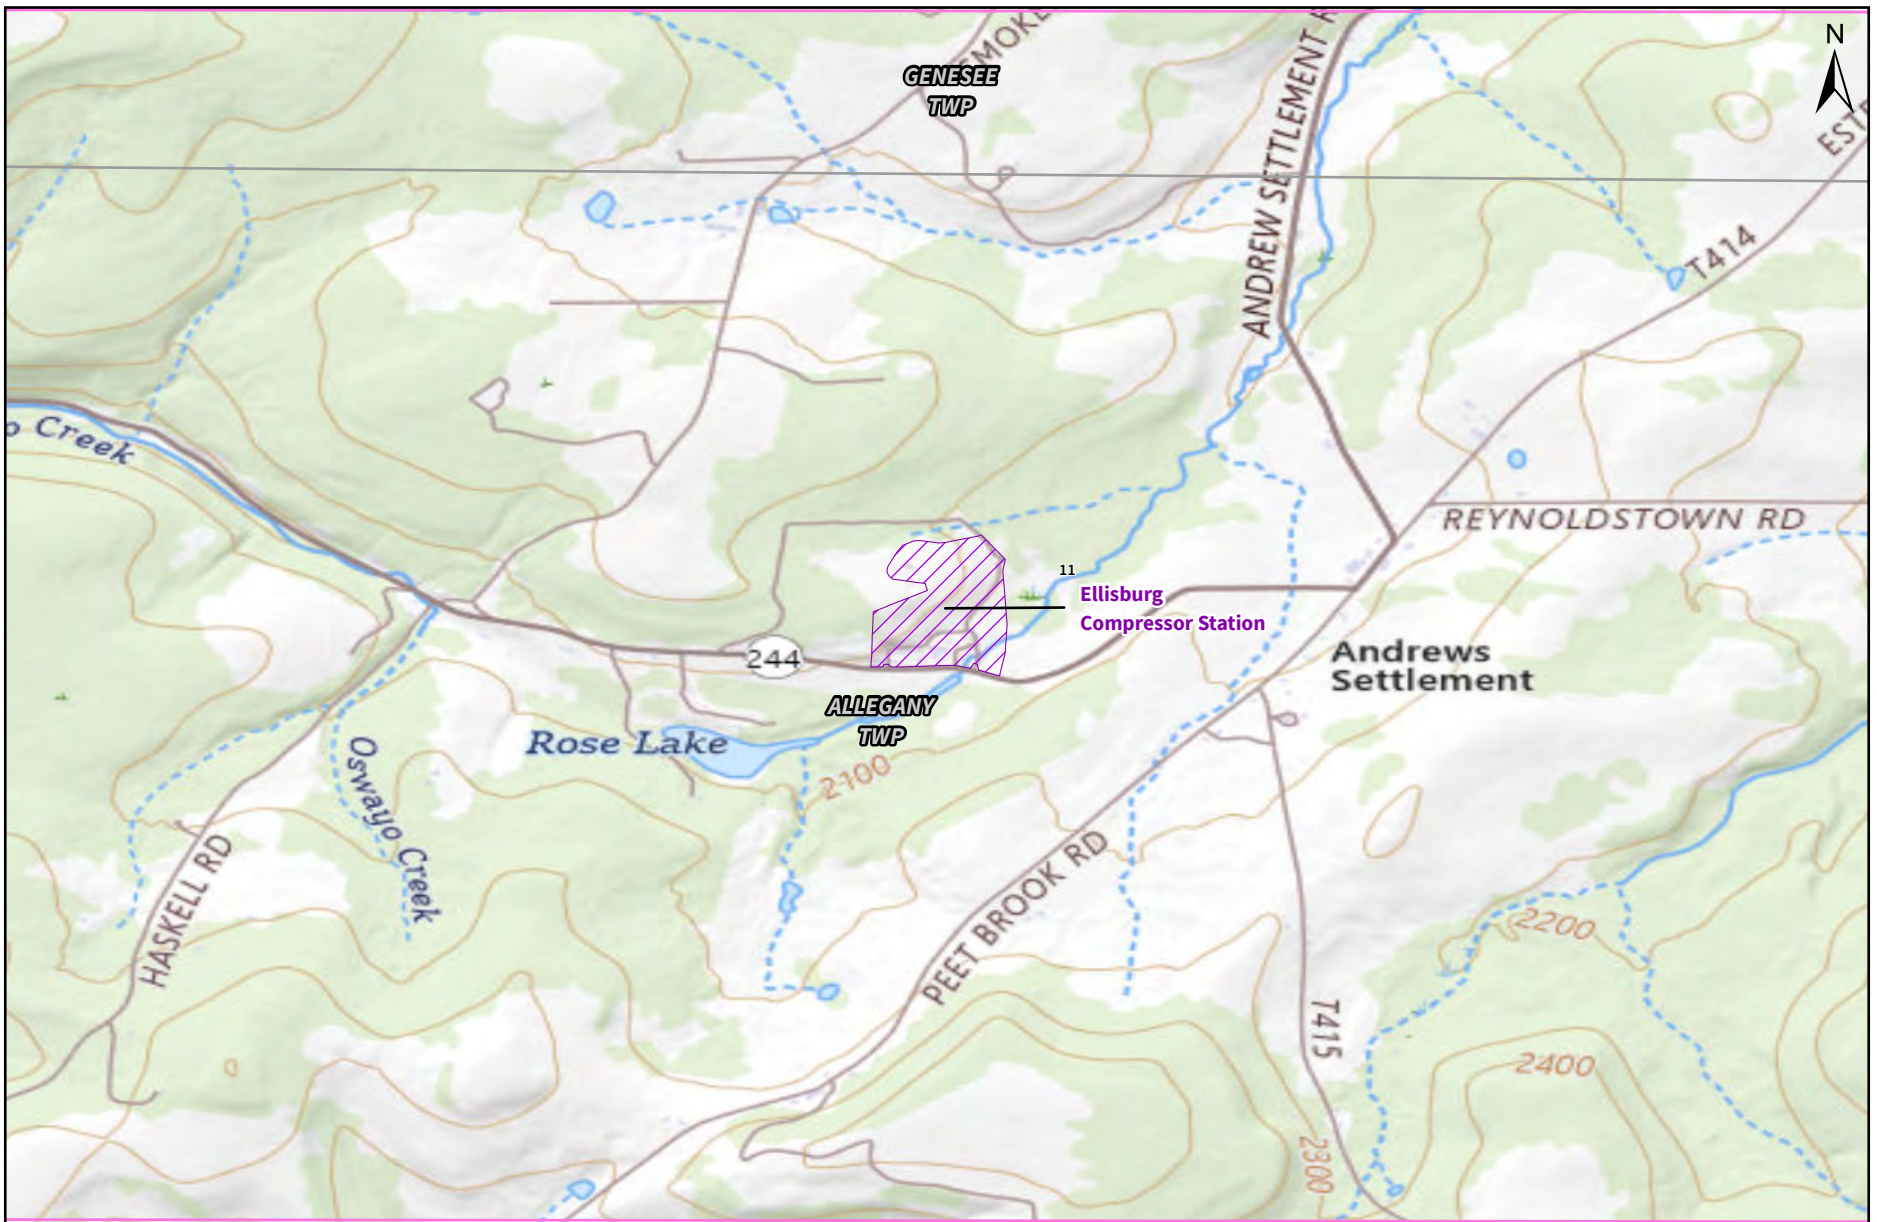 N
SMOKE
GENESEE
TWP
ANDREW SETTLEMENT R
EST
T414
o Creek
REYNOLDSTOWN RD
11
Ellisburg
Compressor Station
244
Andrews
Settlement
ALLEGANY
TWP
Rose Lake
2100
Oswayo Creek
HASKELL RD
PEET BROOK RD
2200
T415
2400
2300